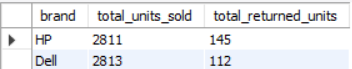 brand total_units_sold total_returned_units
HP 2811 145
Dell 2813 112